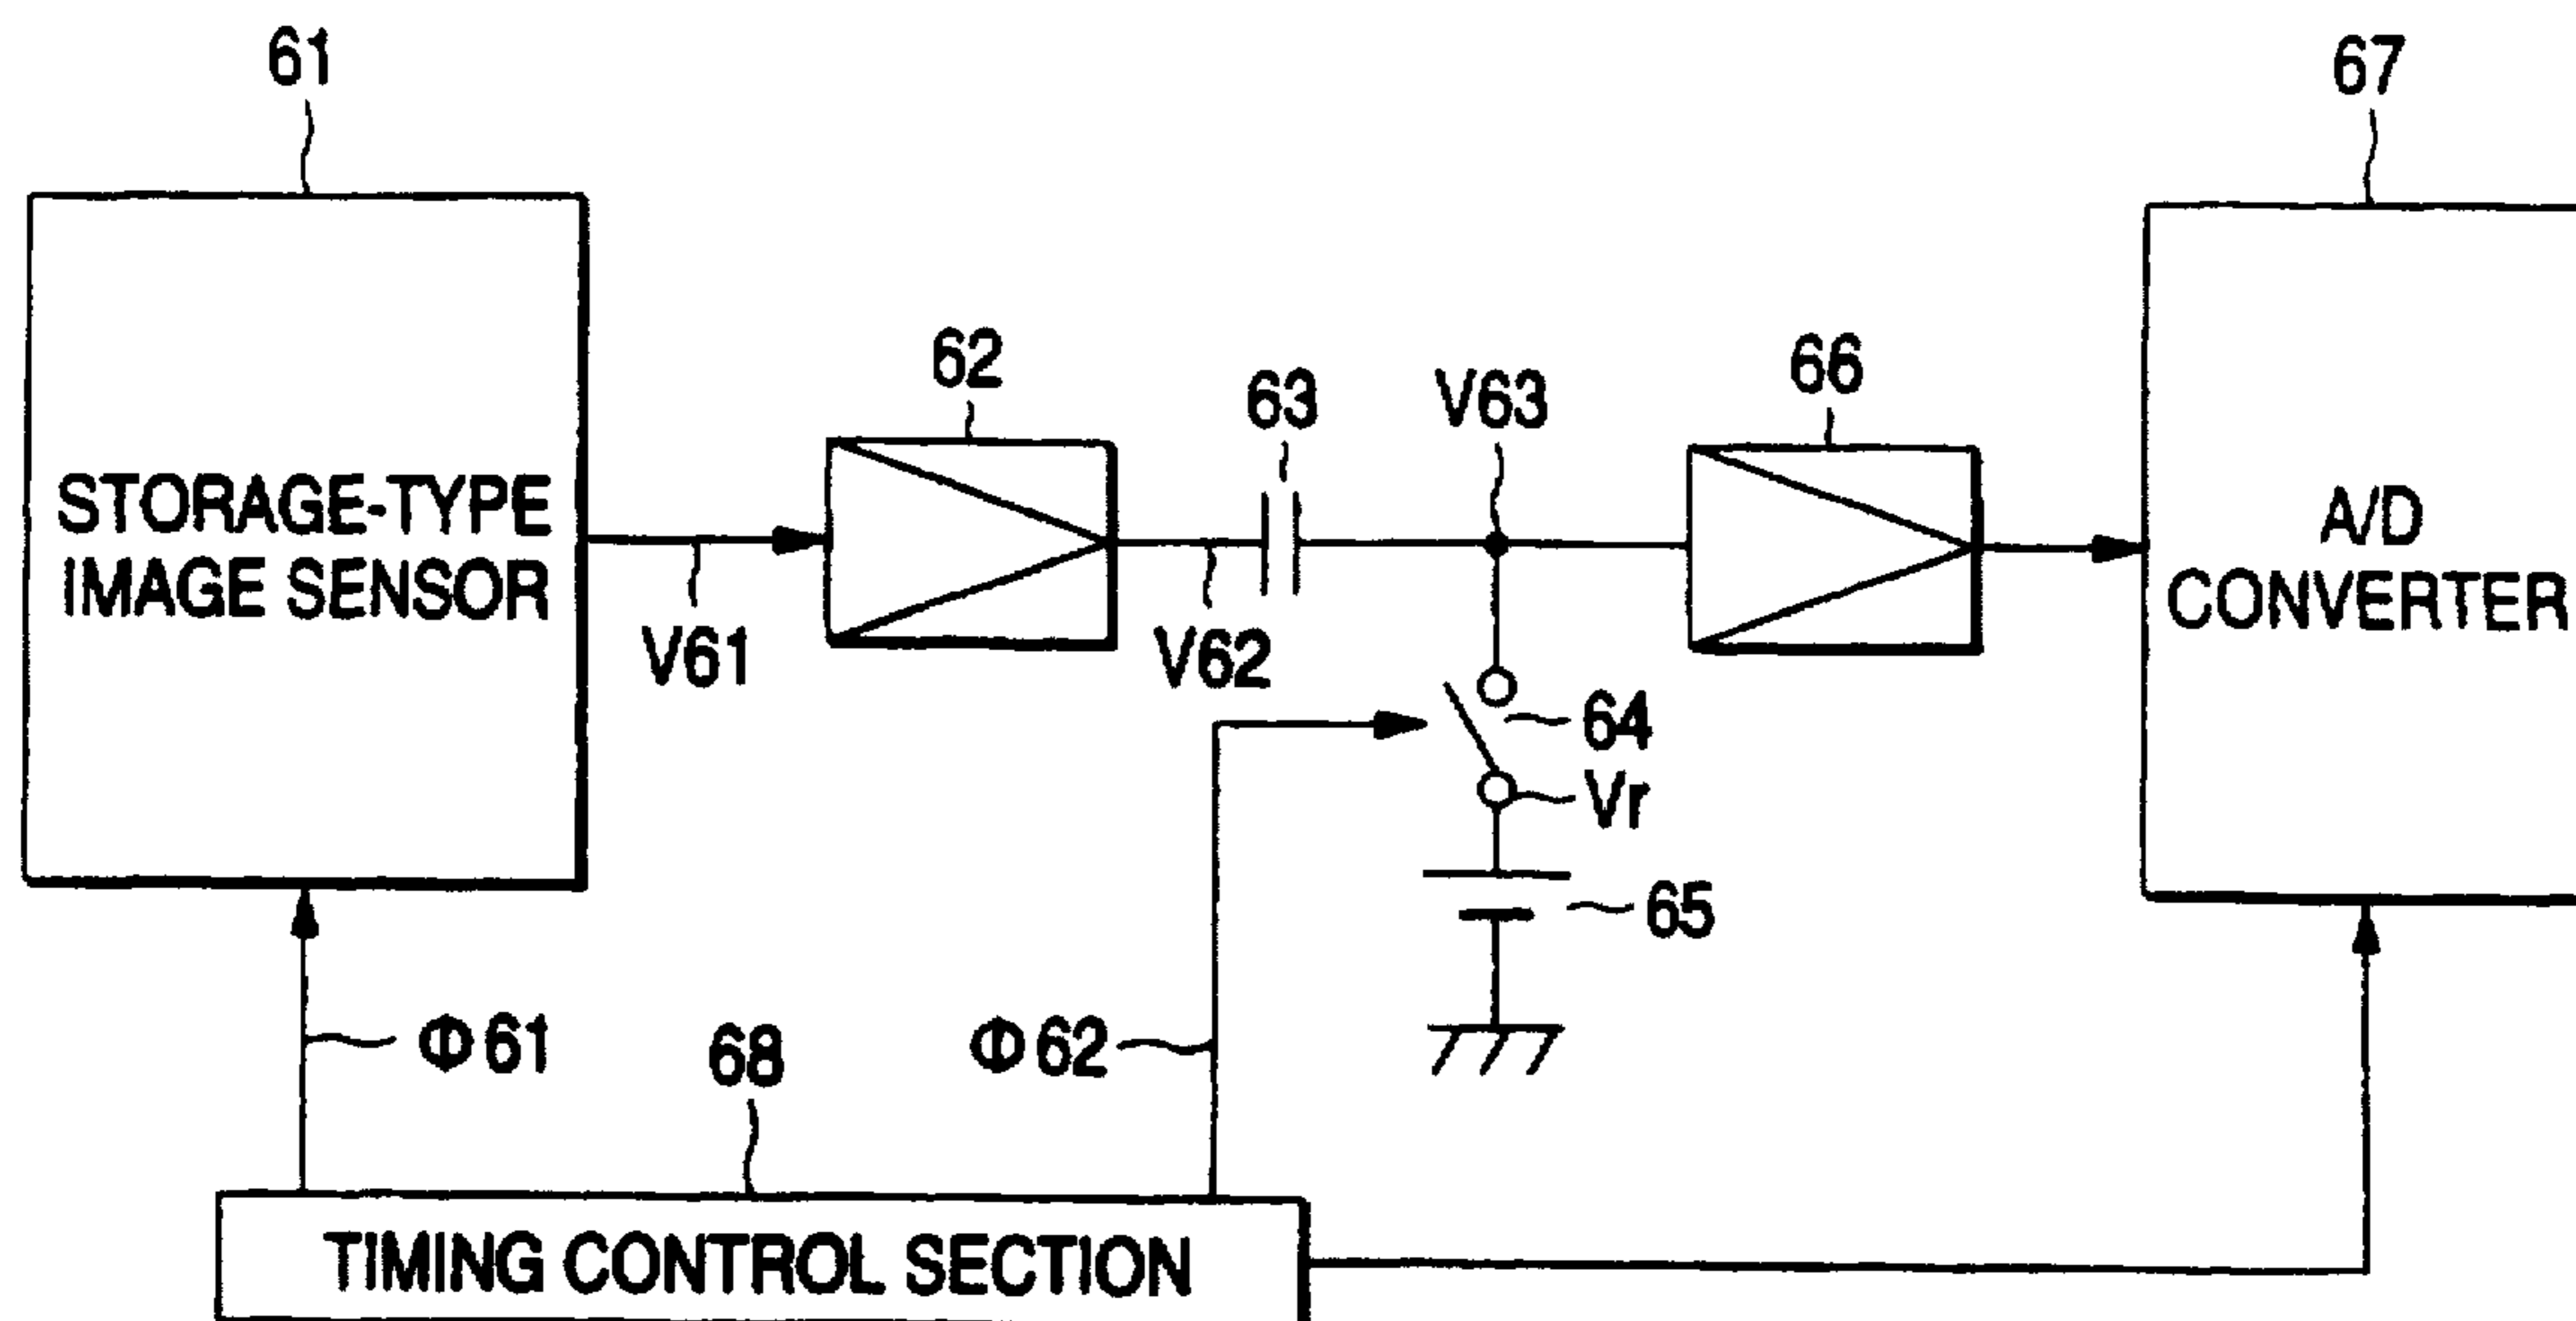 61
67
62
63
V63
66
STORAGE-TYPE
IMAGE SENSOR
A/D
CONVERTER
V61
V62
64
Vr
65
Φ61
68
Φ62
TIMING CONTROL SECTION